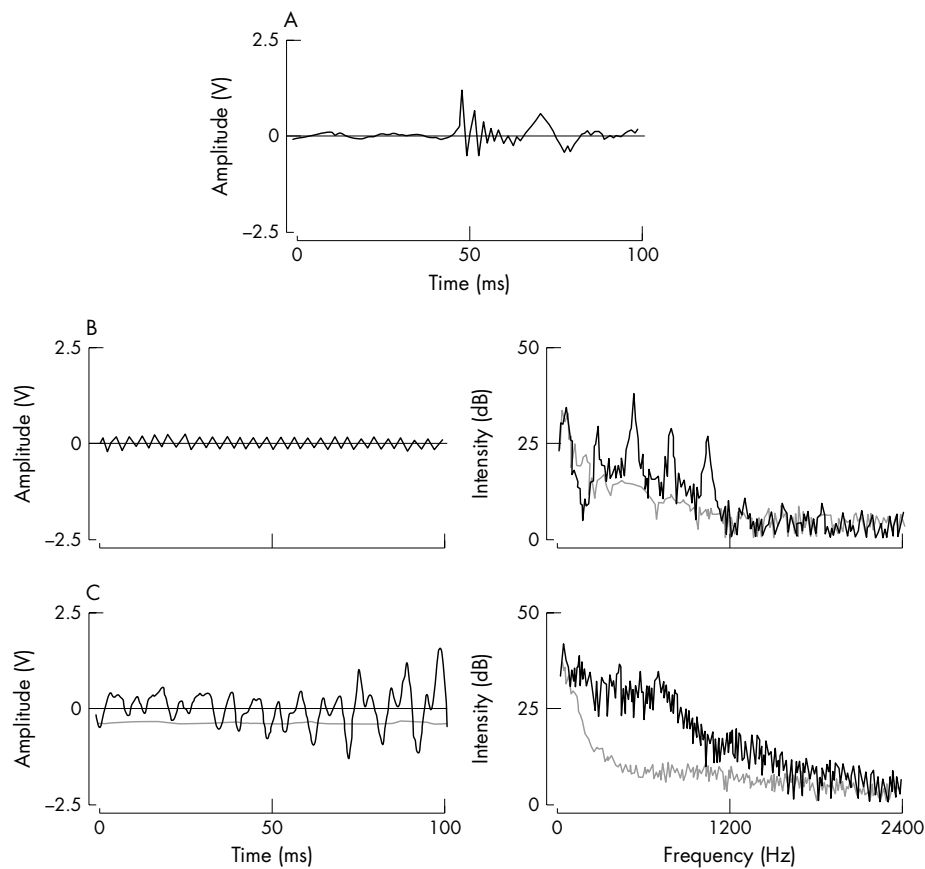 A
2.5
0
–2.5
Amplitude (V)
0 50 100
Time (ms)
B
2.5
0
–2.5
Amplitude (V)
50
25
0
Intensity (dB)
C
2.5
0
–2.5
Amplitude (V)
0 50 100
Time (ms)
50
25
0
Intensity (dB)
0 1200 2400
Frequency (Hz)